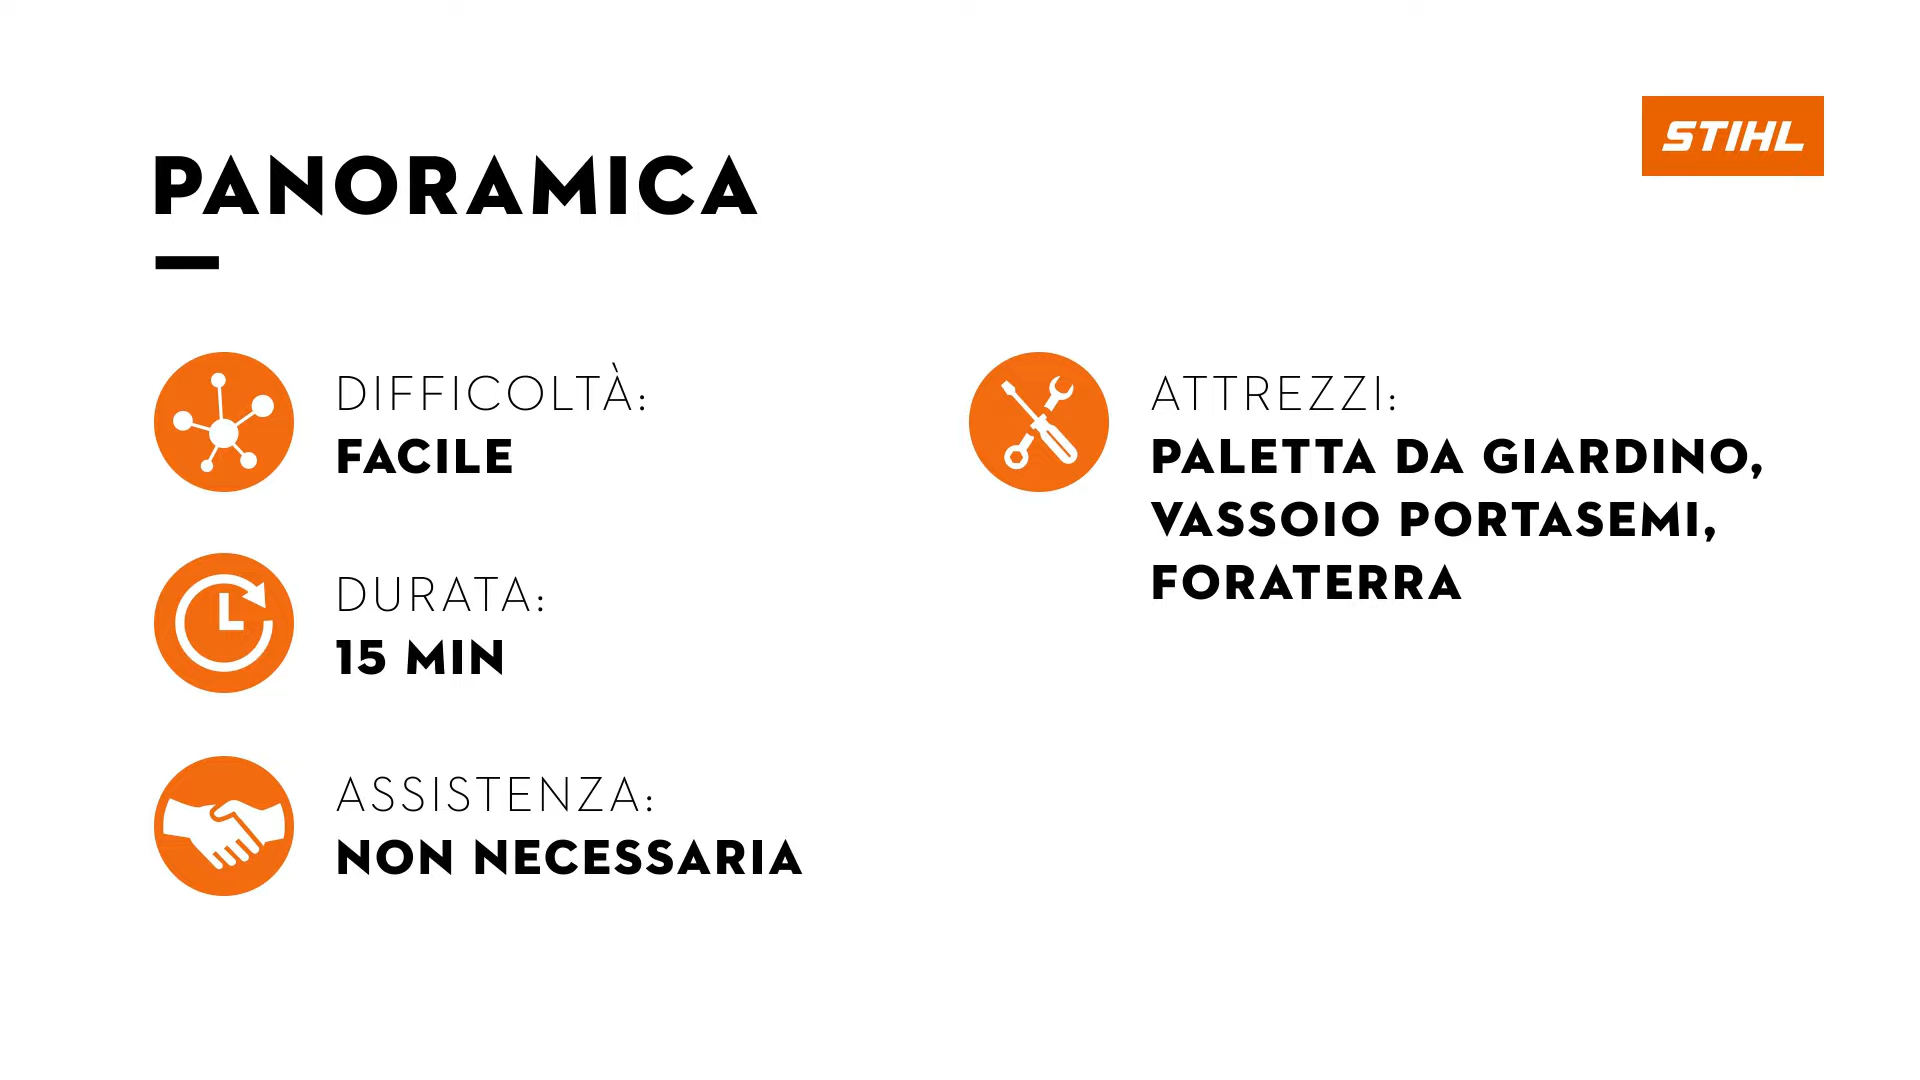 STIHL
PANORAMICA
DIFFICOLTÀ:
FACILE
DURATA:
15 MIN
ASSISTENZA:
NON NECESSARIA
ATTREZZI:
PALETTA DA GIARDINO,
VASSOIO PORTASEMI,
FORATERRA